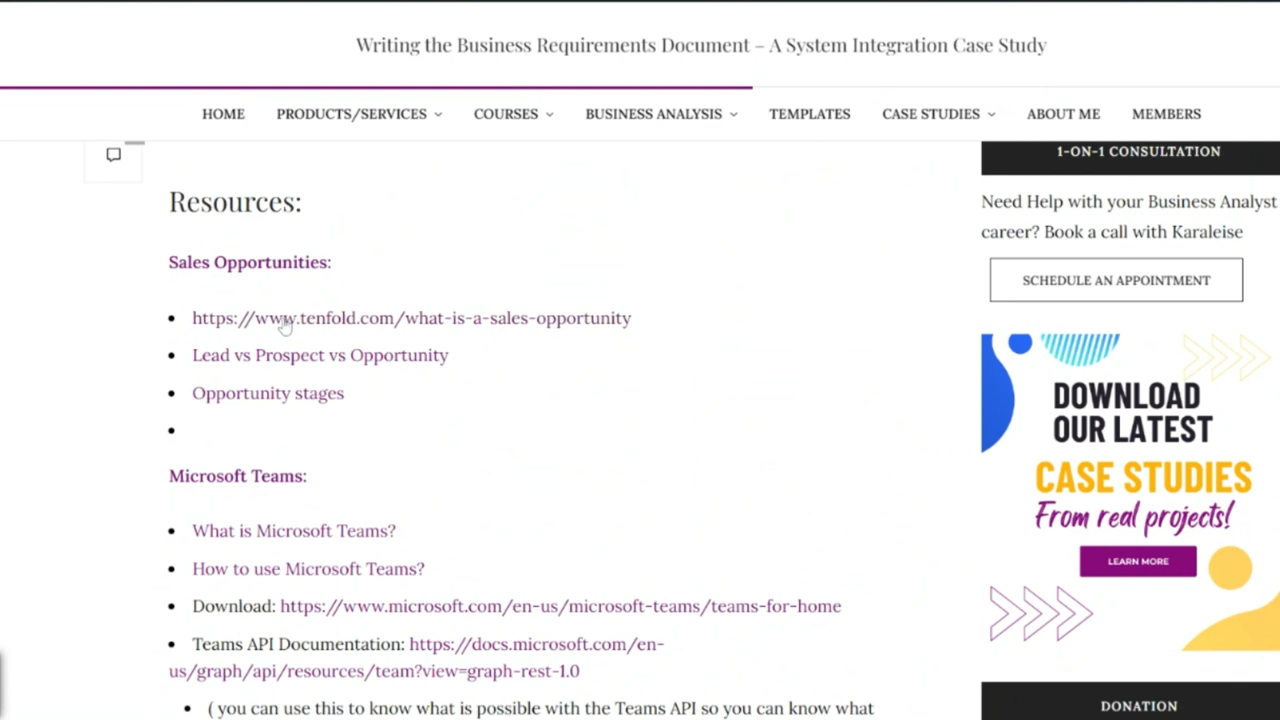 Writing the Business Requirements Document – A System Integration Case Study
HOME PRODUCTS/SERVICES COURSES BUSINESS ANALYSIS TEMPLATES CASE STUDIES ABOUT ME MEMBERS
Resources:
Sales Opportunities:
https://www.tenfold.com/what-is-a-sales-opportunity
Lead vs Prospect vs Opportunity
Opportunity stages
Microsoft Teams:
What is Microsoft Teams?
How to use Microsoft Teams?
Download: https://www.microsoft.com/en-us/microsoft-teams/teams-for-home
Teams API Documentation: https://docs.microsoft.com/en-
us/graph/api/resources/team?view=graph-rest-1.0
( you can use this to know what is possible with the Teams API so you can know what
1-ON-1 CONSULTATION
Need Help with your Business Analyst
career? Book a call with Karaleise
SCHEDULE AN APPOINTMENT
DOWNLOAD
OUR LATEST
CASE STUDIES
From real projects!
LEARN MORE
DONATION